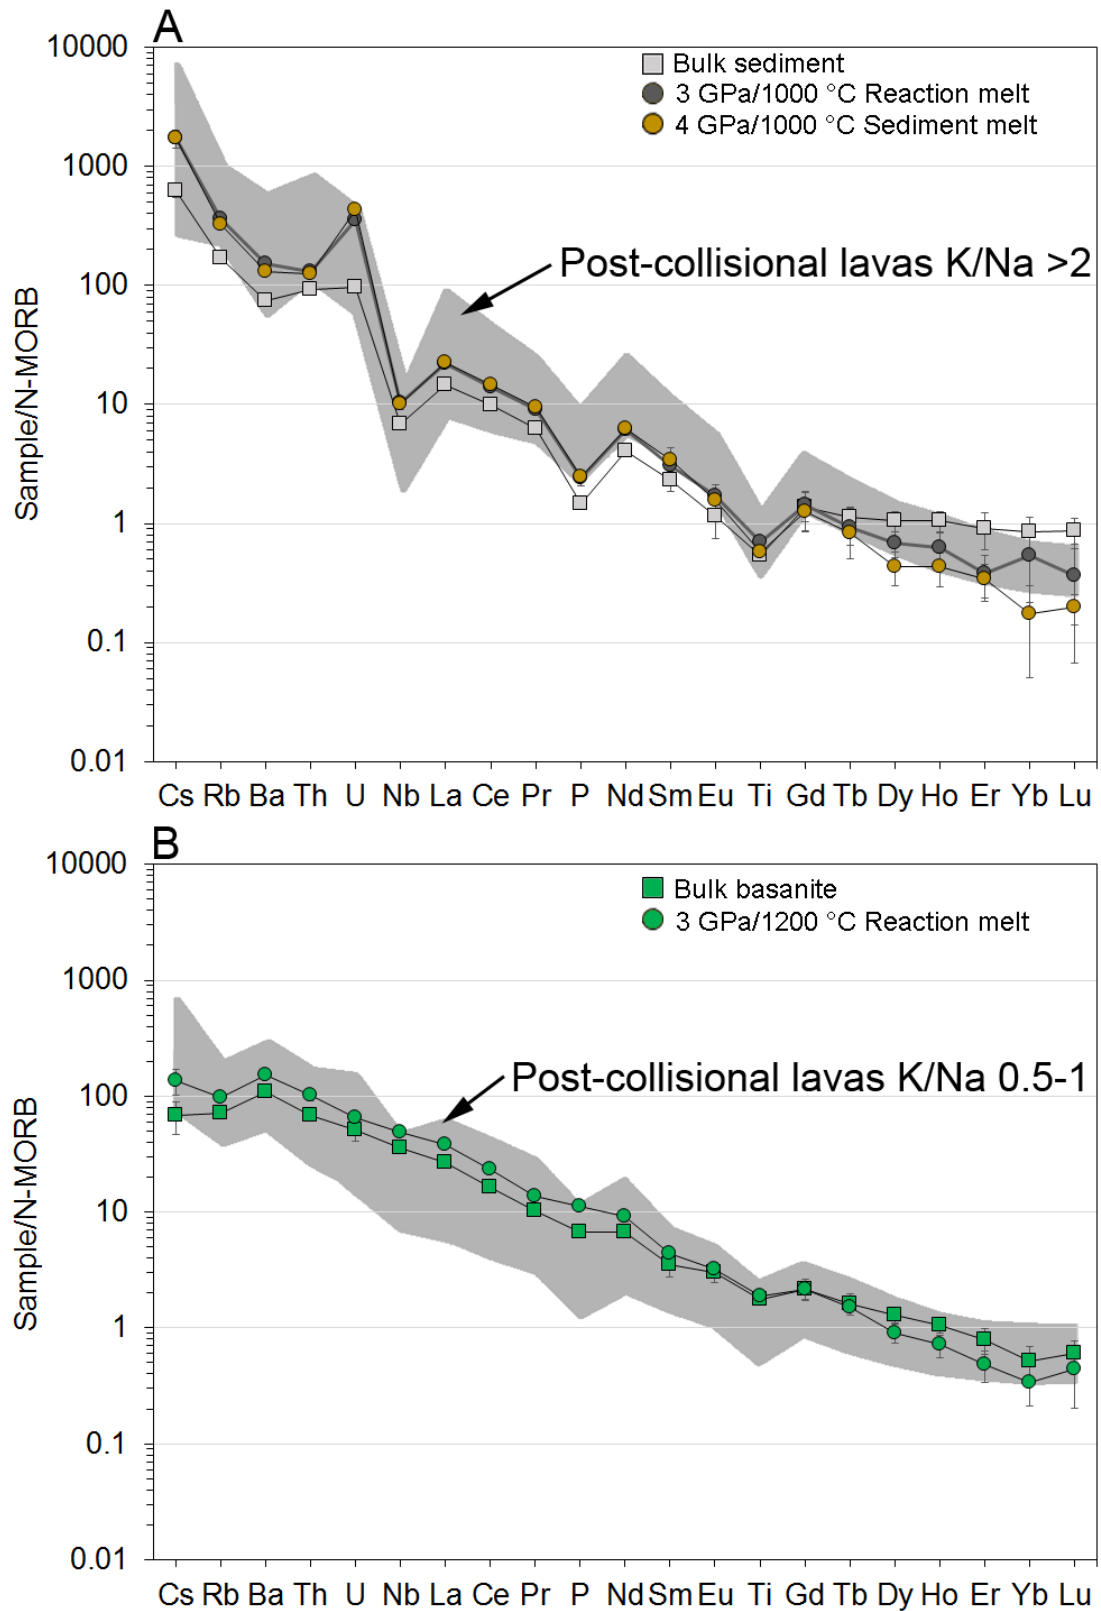 A
10000
1000
100
10
1
0.1
0.01
Sample/N-MORB
Bulk sediment
3 GPa/1000 °C Reaction melt
4 GPa/1000 °C Sediment melt
Post-collisional lavas K/Na >2
Cs Rb Ba Th U Nb La Ce Pr P Nd Sm Eu Ti Gd Tb Dy Ho Er Yb Lu
B
10000
1000
100
10
1
0.1
0.01
Sample/N-MORB
Bulk basanite
3 GPa/1200 °C Reaction melt
Post-collisional lavas K/Na 0.5-1
Cs Rb Ba Th U Nb La Ce Pr P Nd Sm Eu Ti Gd Tb Dy Ho Er Yb Lu